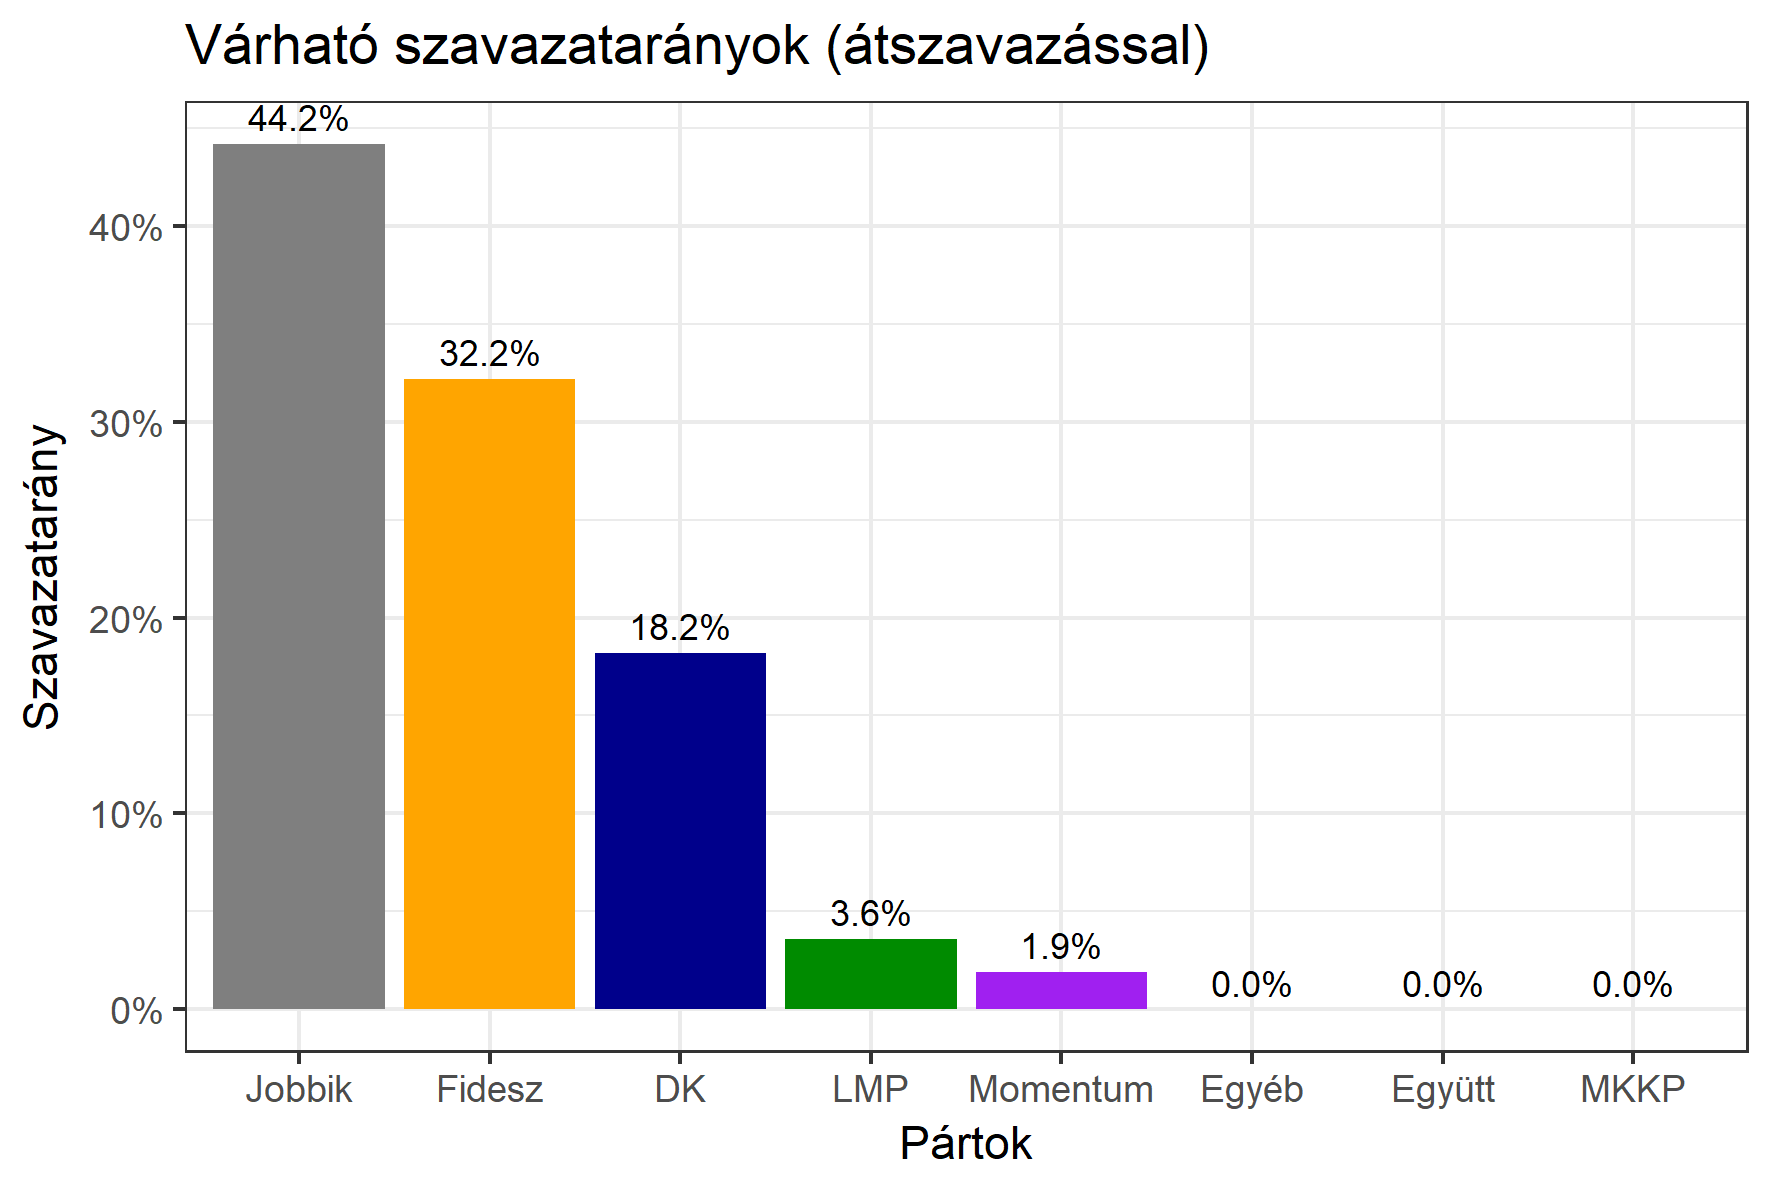 Várható szavazatarányok (átszavazással)
Szavazatarány
40%
30%
20%
10%
0%
44.2%
32.2%
18.2%
3.6%
1.9%
0.0%
0.0%
0.0%
Jobbik
Fidesz
DK
LMP
Momentum
Egyéb
Együtt
MKKP
Pártok